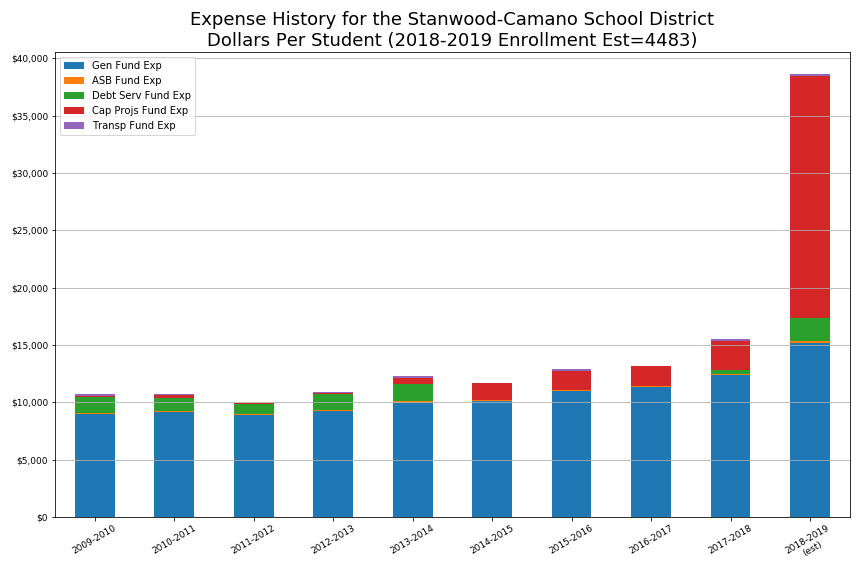 Expense History for the Stanwood-Camano School District
Dollars Per Student (2018-2019 Enrollment Est=4483)
Gen Fund Exp
ASB Fund Exp
Debt Serv Fund Exp
Cap Projs Fund Exp
Transp Fund Exp
$40,000
$35,000
$30,000
$25,000
$20,000
$15,000
$10,000
$5,000
$0
2009-2010
2010-2011
2011-2012
2012-2013
2013-2014
2014-2015
2015-2016
2016-2017
2017-2018
2018-2019
(est)